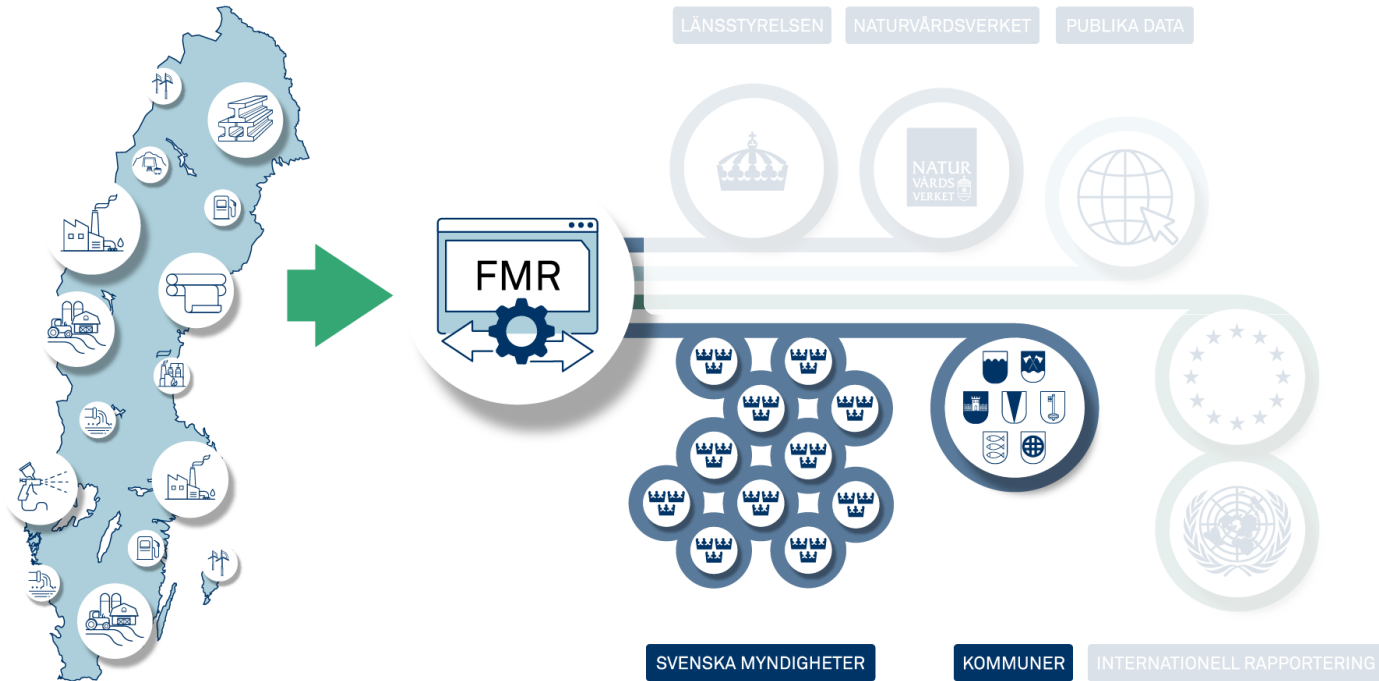 LÄNSSTYRELSEN
NATURVÅRDSVERKET
PUBLIKA DATA
NATUR
VÅRDS
VERKET
FMR
SVENSKA MYNDIGHETER
KOMMUNER
INTERNATIONELL RAPPORTERING